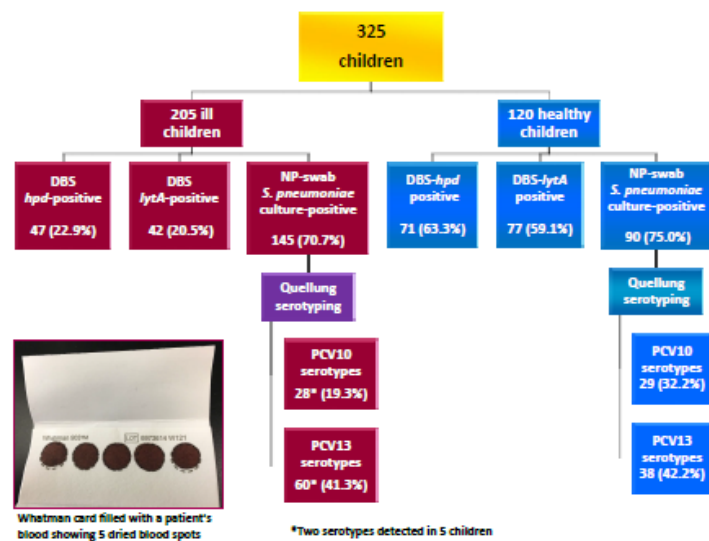 325
children
205 ill
children
120 healthy
children
DBS
hpd-positive
47 (22.9%)
DBS
lytA-positive
42 (20.5%)
NP-swab
S. pneumoniae
culture-positive
145 (70.7%)
DBS-hpd
positive
71 (63.3%)
DBS-lytA
positive
77 (59.1%)
NP-swab
S. pneumoniae
culture-positive
90 (75.0%)
Quellung
serotyping
Quellung
serotyping
PCV10
serotypes
28* (19.3%)
PCV10
serotypes
29 (32.2%)
PCV13
serotypes
60* (41.3%)
PCV13
serotypes
38 (42.2%)
LOT
Whatman card filled with a patient's
blood showing 5 dried blood spots
*Two serotypes detected in 5 children